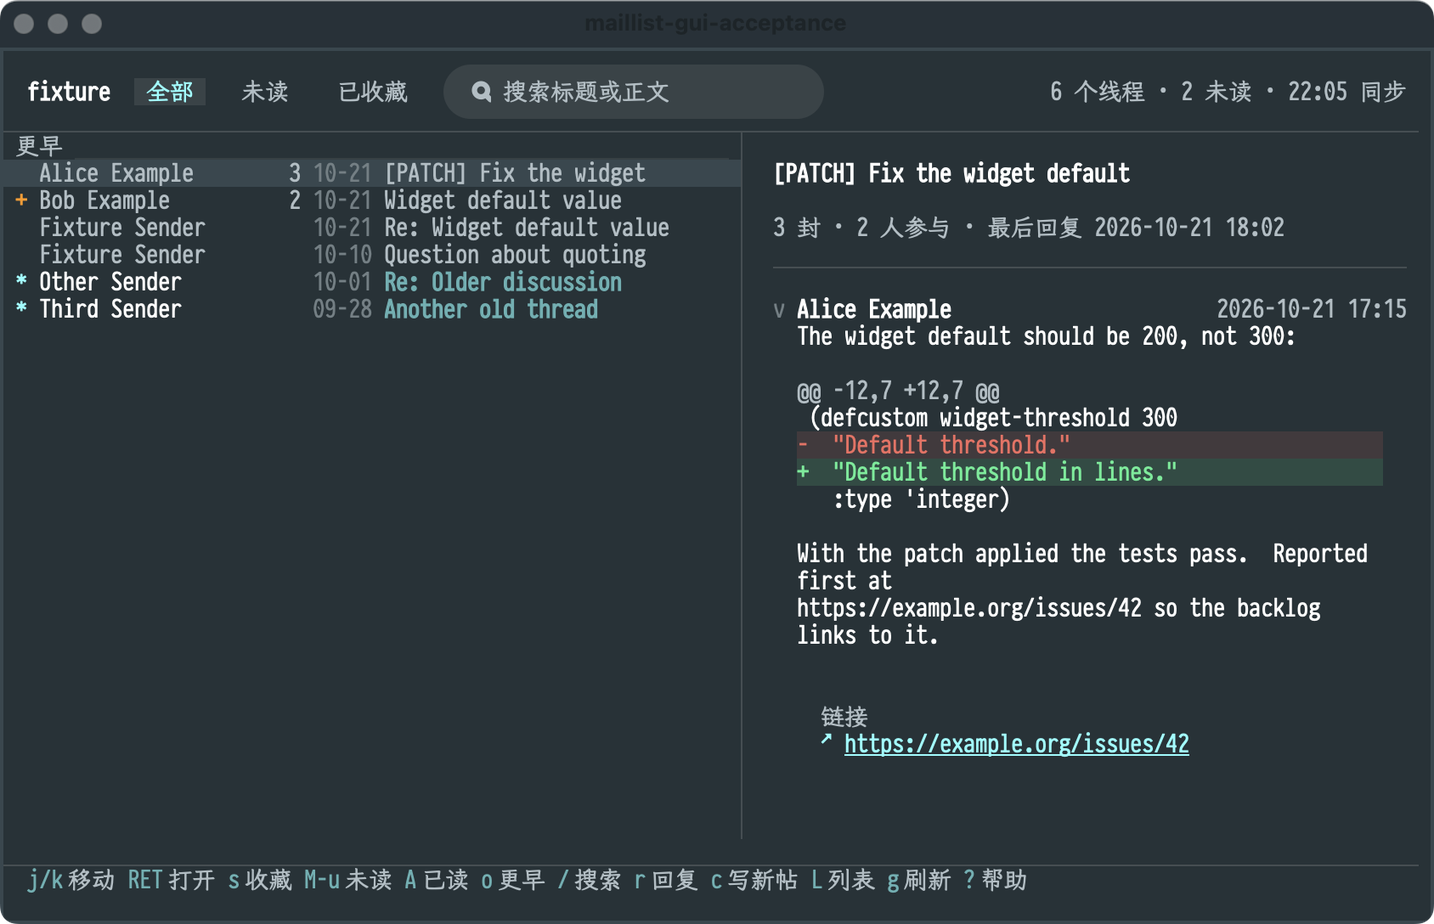 maillist-gui-acceptance
fixture 全部 未读 已收藏 搜索标题或正文 6 个线程 • 2 未读 • 22:05 同步
更早
Alice Example 3 10-21 [PATCH] Fix the widget
+ Bob Example 2 10-21 Widget default value
Fixture Sender 10-21 Re: Widget default value
Fixture Sender 10-10 Question about quoting
* Other Sender 10-01 Re: Older discussion
* Third Sender 09-28 Another old thread
[PATCH] Fix the widget default
3 封 • 2 人参与 • 最后回复 2026-10-21 18:02
v Alice Example 2026-10-21 17:15
The widget default should be 200, not 300:
@@ -12,7 +12,7 @@
(defcustom widget-threshold 300
-  "Default threshold."
+  "Default threshold in lines."
:type 'integer)
With the patch applied the tests pass.  Reported
first at
https://example.org/issues/42 so the backlog
links to it.
链接
↗ https://example.org/issues/42
j/k 移动 RET 打开 s 收藏 M-u 未读 A 已读 o 更早 / 搜索 r 回复 c 写新帖 L 列表 g 刷新 ? 帮助